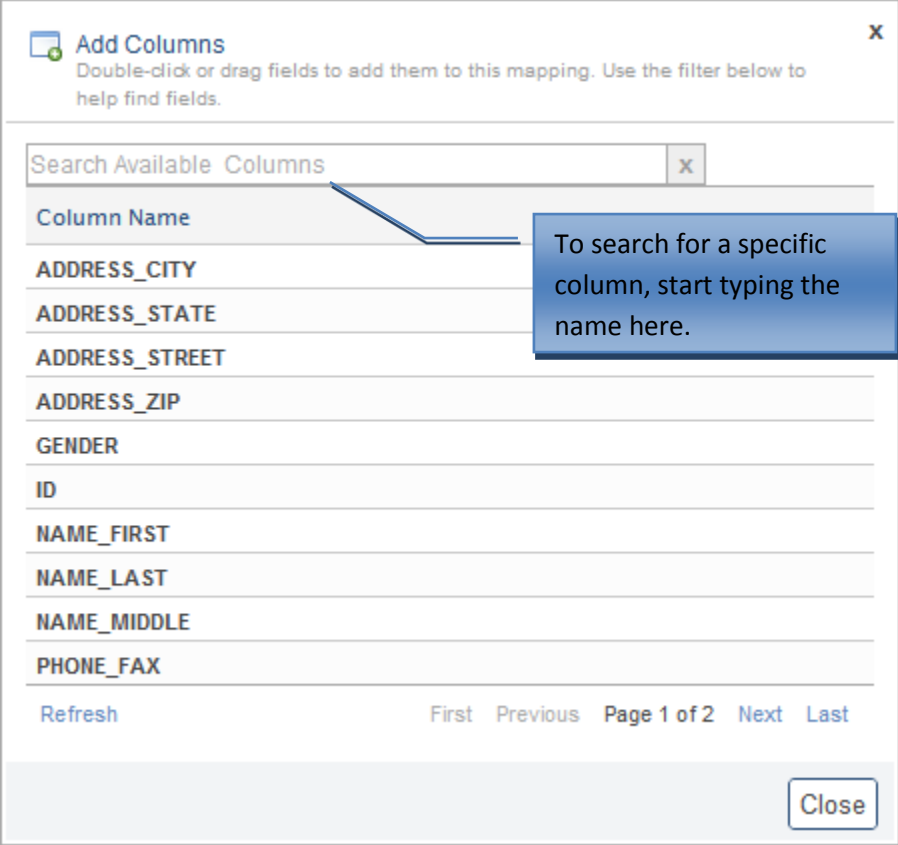 Add Columns
x
Double-click or drag fields to add them to this mapping. Use the filter below to
help find fields.
Search Available Columns
x
Column Name
To search for a specific
column, start typing the
name here.
ADDRESS_CITY
ADDRESS_STATE
ADDRESS_STREET
ADDRESS_ZIP
GENDER
ID
NAME_FIRST
NAME_LAST
NAME_MIDDLE
PHONE_FAX
Refresh First Previous Page 1 of 2 Next Last
Close